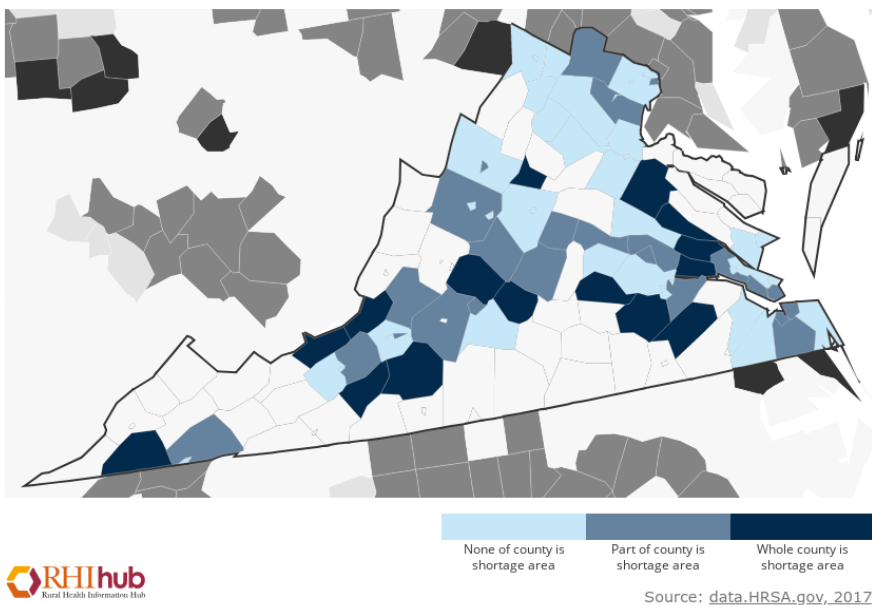 None of county is
shortage area
Part of county is
shortage area
Whole county is
shortage area
RHIhub
Rural Health Information Hub
Source: data.HRSA.gov, 2017